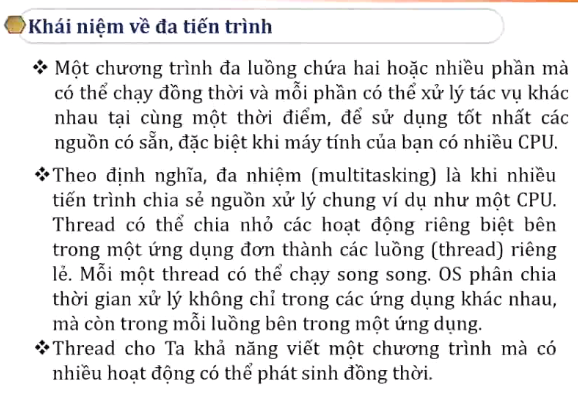 Khái niệm về đa tiến trình
❖ Một chương trình đa luồng chứa hai hoặc nhiều phần mà
có thể chạy đồng thời và mỗi phần có thể xử lý tác vụ khác
nhau tại cùng một thời điểm, để sử dụng tốt nhất các
nguồn có sẵn, đặc biệt khi máy tính của bạn có nhiều CPU.
❖Theo định nghĩa, đa nhiệm (multitasking) là khi nhiều
tiến trình chia sẻ nguồn xử lý chung ví dụ như một CPU.
Thread có thể chia nhỏ các hoạt động riêng biệt bên
trong một ứng dụng đơn thành các luồng (thread) riêng
lẻ. Mỗi một thread có thể chạy song song. OS phân chia
thời gian xử lý không chỉ trong các ứng dụng khác nhau,
mà còn trong mỗi luồng bên trong một ứng dụng.
❖Thread cho Ta khả năng viết một chương trình mà có
nhiều hoạt động có thể phát sinh đồng thời.